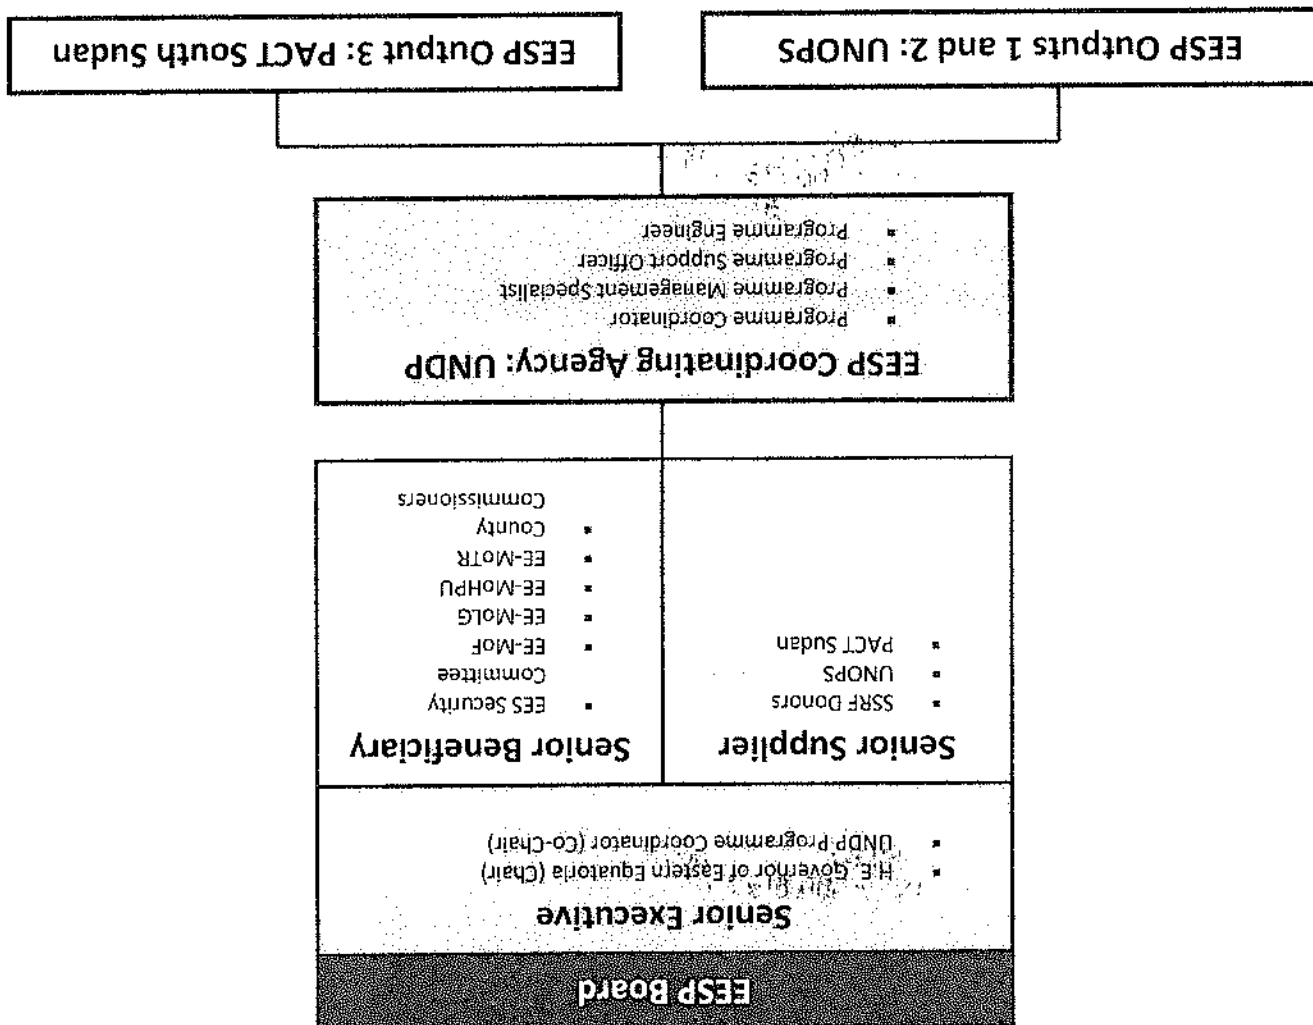 EESP Board
Senior Executive
▪ H.E. Governor of Eastern Equatoria (Chair)
▪ UNDP Programme Coordinator (Co-Chair)
Senior Supplier
▪ SSRF Donors
▪ UNOPS
▪ PACT Sudan
Senior Beneficiary
▪ EES Security
Committee
▪ EE-MoF
▪ EE-MoLG
▪ EE-MoHPU
▪ EE-MoTR
▪ County
Commissioners
EESP Coordinating Agency: UNDP
▪ Programme Coordinator
▪ Programme Management Specialist
▪ Programme Support Officer
▪ Programme Engineer
EESP Outputs 1 and 2: UNOPS
EESP Output 3: PACT South Sudan